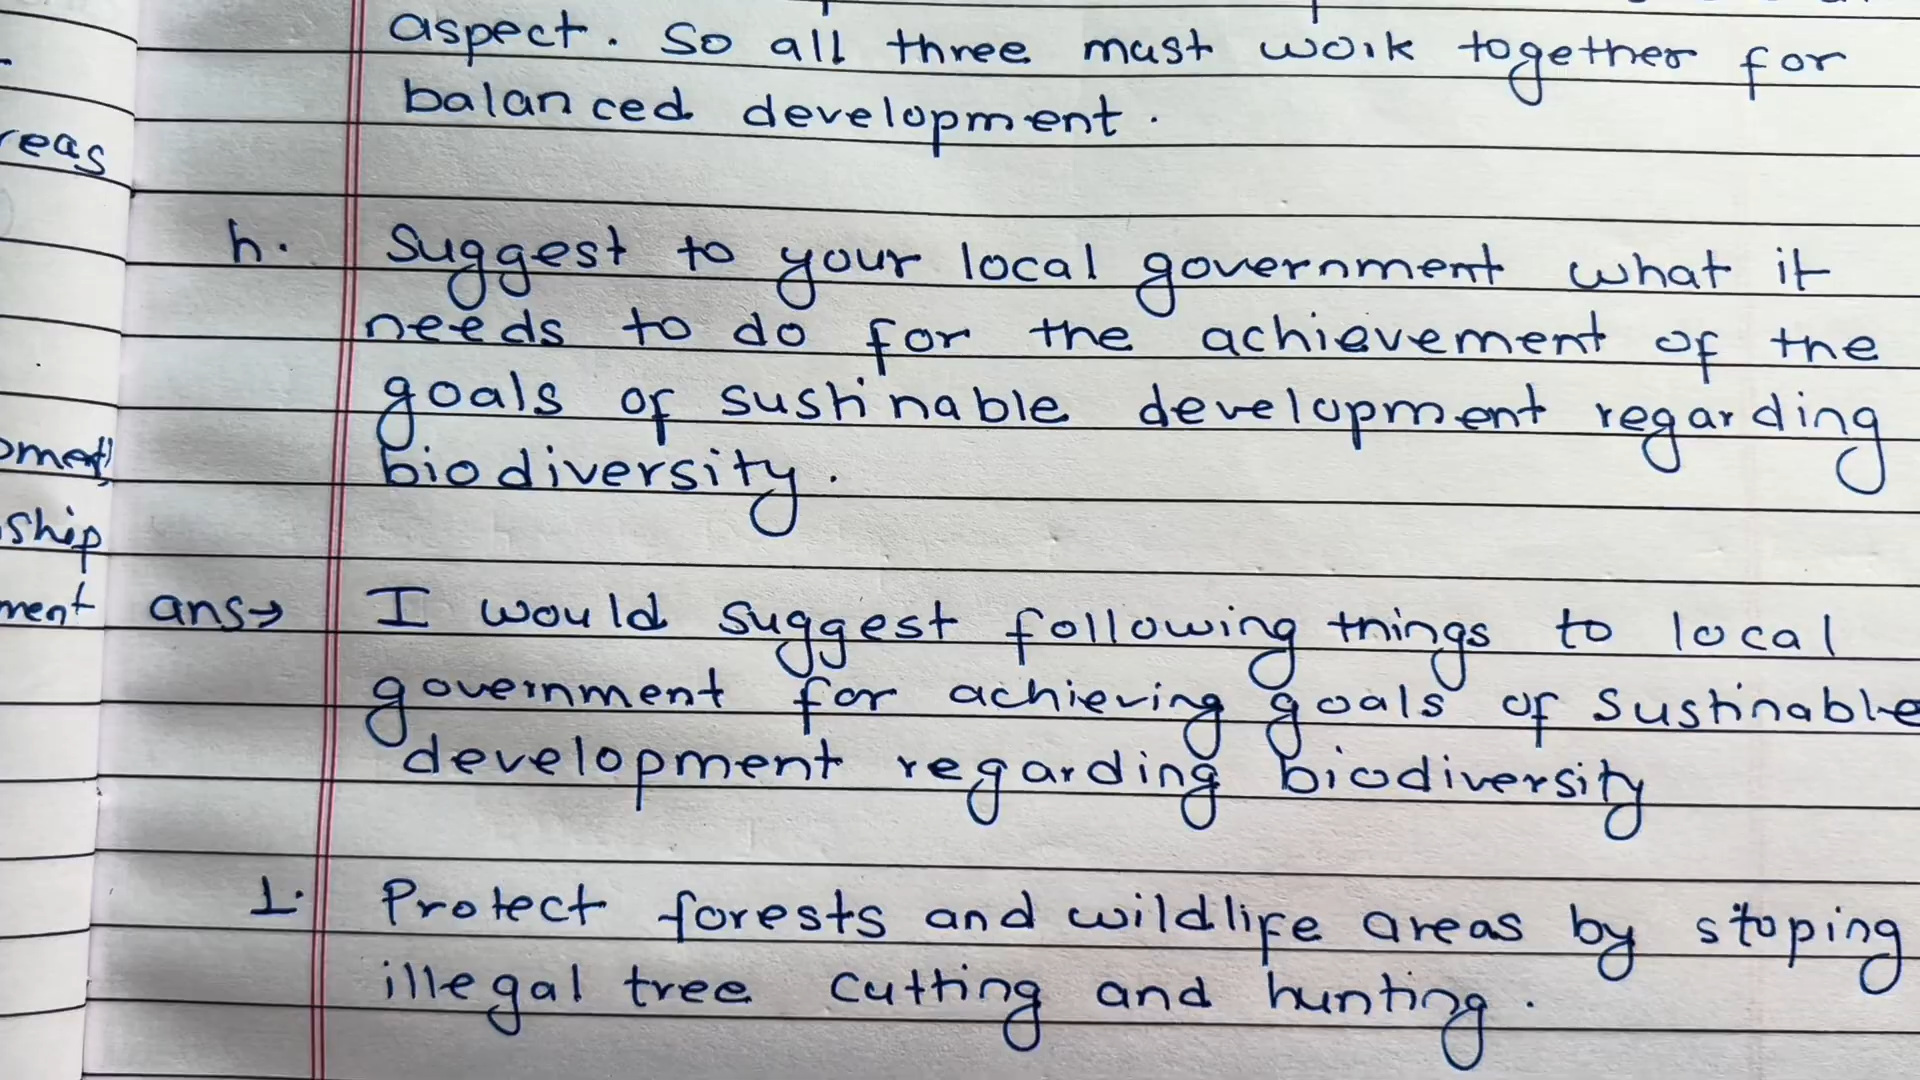 aspect. So all three must work together for
balanced development.
reas
h. Suggest to your local government what it
needs to do for the achievement of the
goals of sustinable development regarding
biodiversity.
ship
ment
ans→ I would suggest following things to local
government for achieving goals of sustinable
development regarding biodiversity
1. Protect forests and wildlife areas by stoping
illegal tree cutting and hunting.